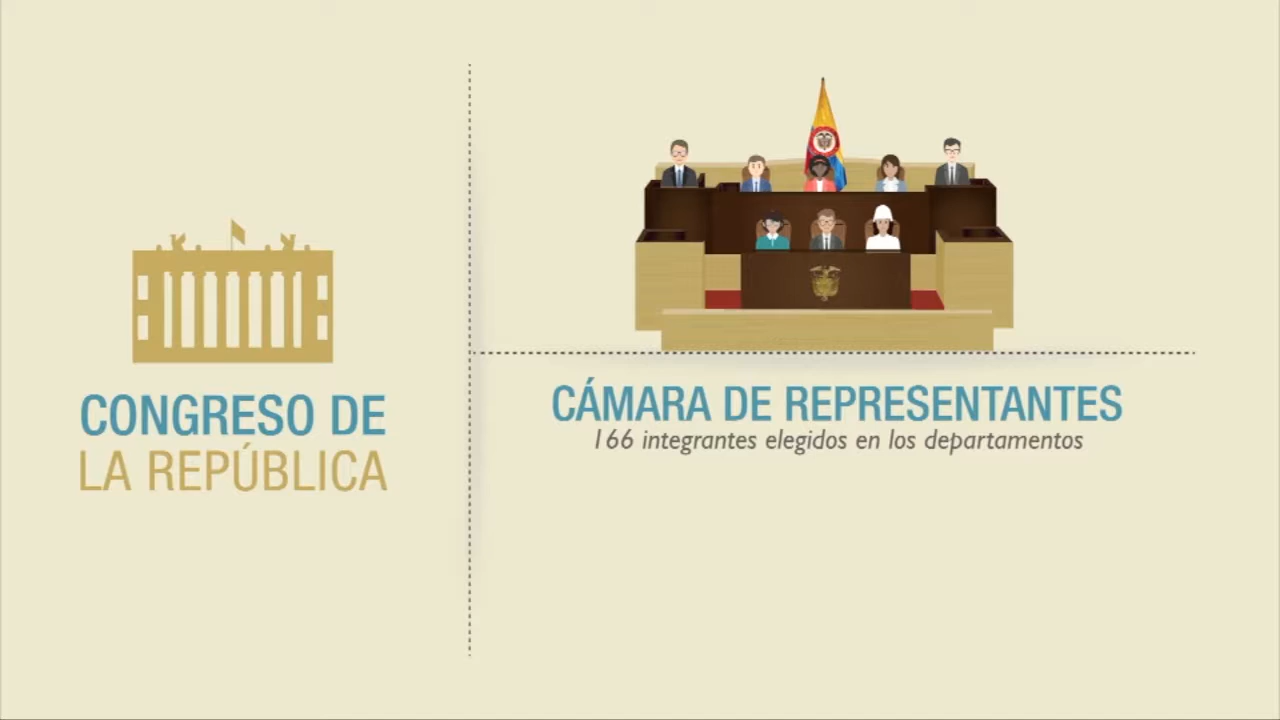 CONGRESO DE
LA REPÚBLICA
CÁMARA DE REPRESENTANTES
166 integrantes elegidos en los departamentos